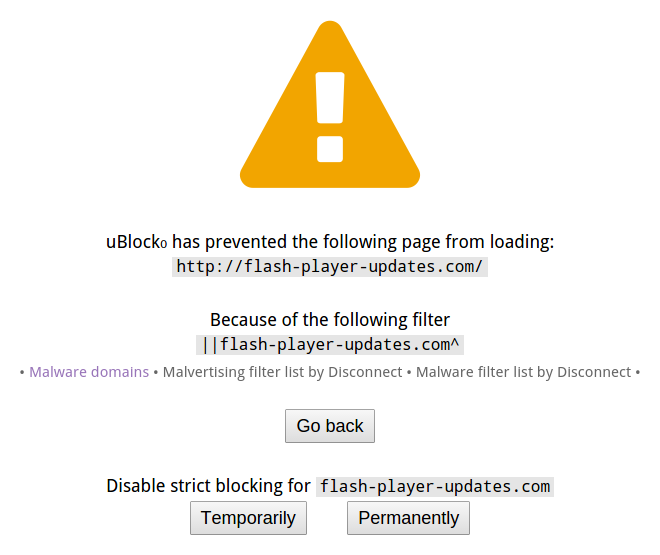 uBlock₀ has prevented the following page from loading:
http://flash-player-updates.com/
Because of the following filter
||flash-player-updates.com^
• Malware domains • Malvertising filter list by Disconnect • Malware filter list by Disconnect •
Go back
Disable strict blocking for flash-player-updates.com
Temporarily Permanently